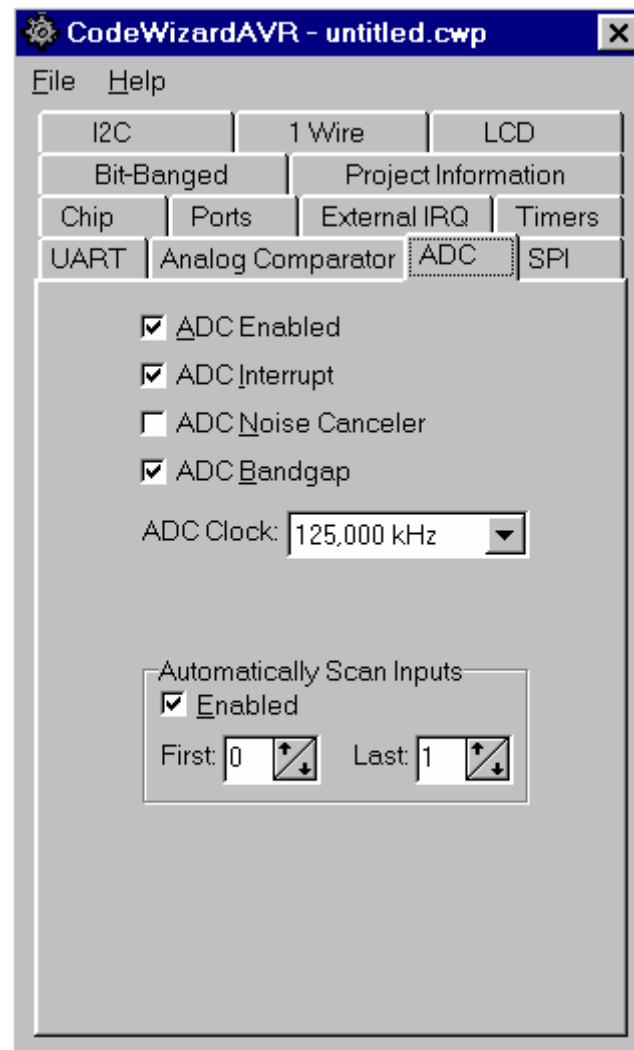 CodeWizardAVR - untitled.cwp
File Help
I2C 1 Wire LCD
Bit-Banged Project Information
Chip Ports External IRQ Timers
UART Analog Comparator ADC SPI
ADC Enabled
ADC Interrupt
ADC Noise Canceler
ADC Bandgap
ADC Clock: 125,000 kHz
Automatically Scan Inputs
Enabled
First: 0 Last: 1